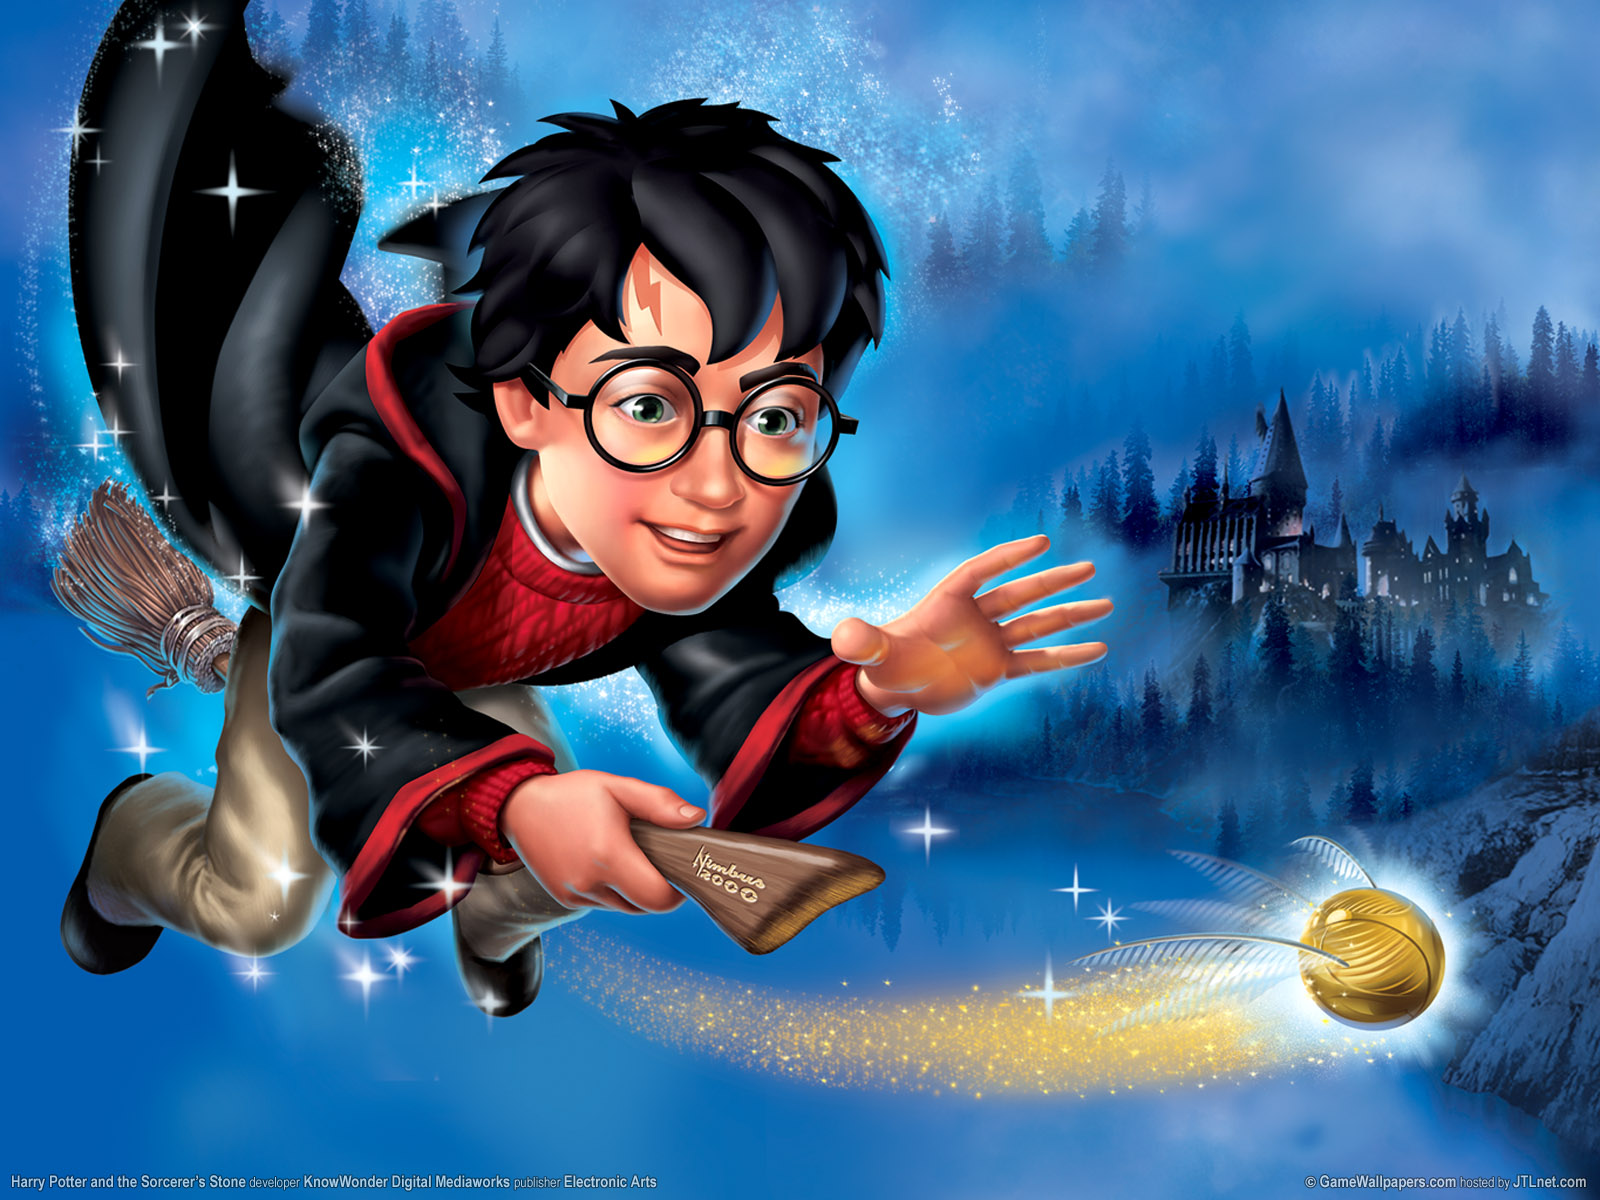 Nimbus
2000
Harry Potter and the Sorcerer's Stone developer KnowWonder Digital Mediaworks publisher Electronic Arts
© GameWallpapers.com hosted by JTLnet.com